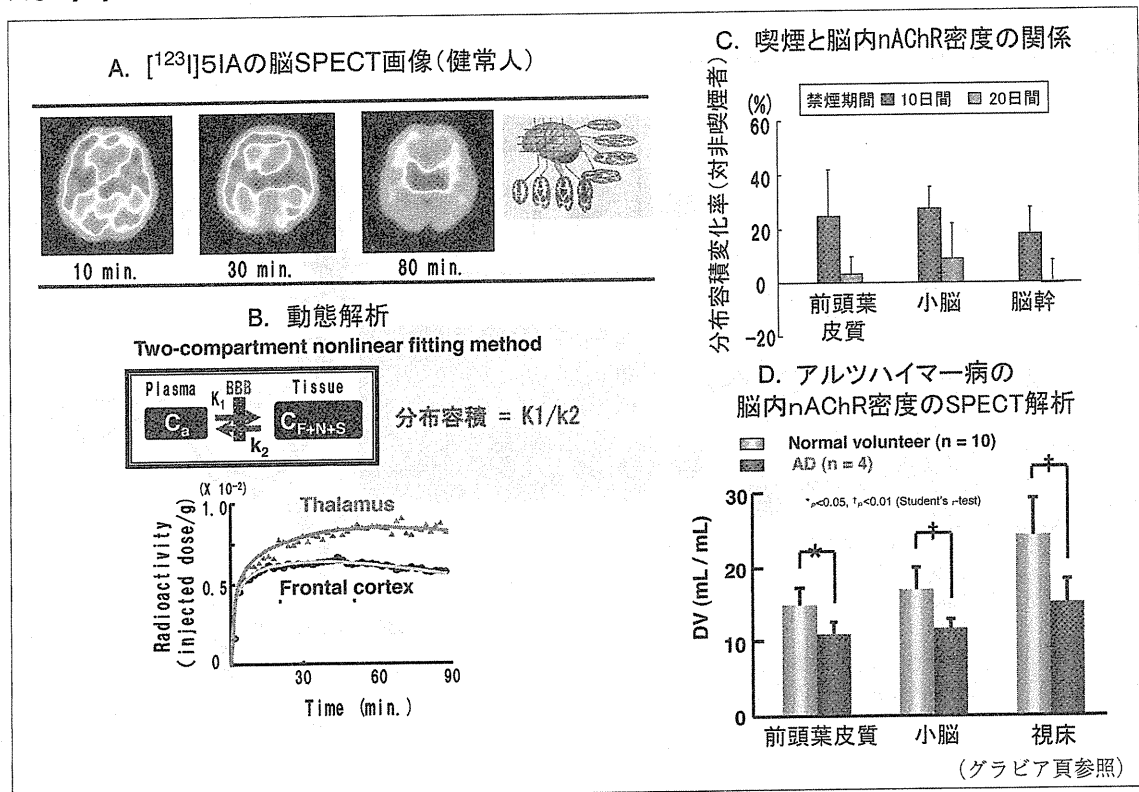 A. [¹²³I]5IAの脳SPECT画像(健常人)
10 min.
30 min.
80 min.
B. 動態解析
Two-compartment nonlinear fitting method
Plasma
BBB
Tissue
K₁
Cₐ
C_F+N+S
k₂
分布容積 = K1/k2
(X 10⁻²)
1.0
0.5
0
Radioactivity
(injected dose/g)
Thalamus
Frontal cortex
30
60
90
Time (min.)
C. 喫煙と脳内nAChR密度の関係
禁煙期間 10日間 20日間
(%)
60
40
20
0
-20
分布容積変化率(対非喫煙者)
前頭葉
皮質
小脳
脳幹
D. アルツハイマー病の
脳内nAChR密度のSPECT解析
Normal volunteer (n = 10)
AD (n = 4)
*p<0.05, †p<0.01 (Student's t-test)
30
20
10
0
DV (mL/mL)
*
†
†
前頭葉皮質
小脳
視床
(グラビア頁参照)